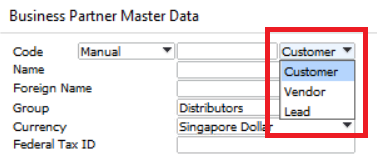 Business Partner Master Data
Code Manual Customer
Name Customer
Foreign Name Vendor
Group Distributors Lead
Currency Singapore Dollar
Federal Tax ID